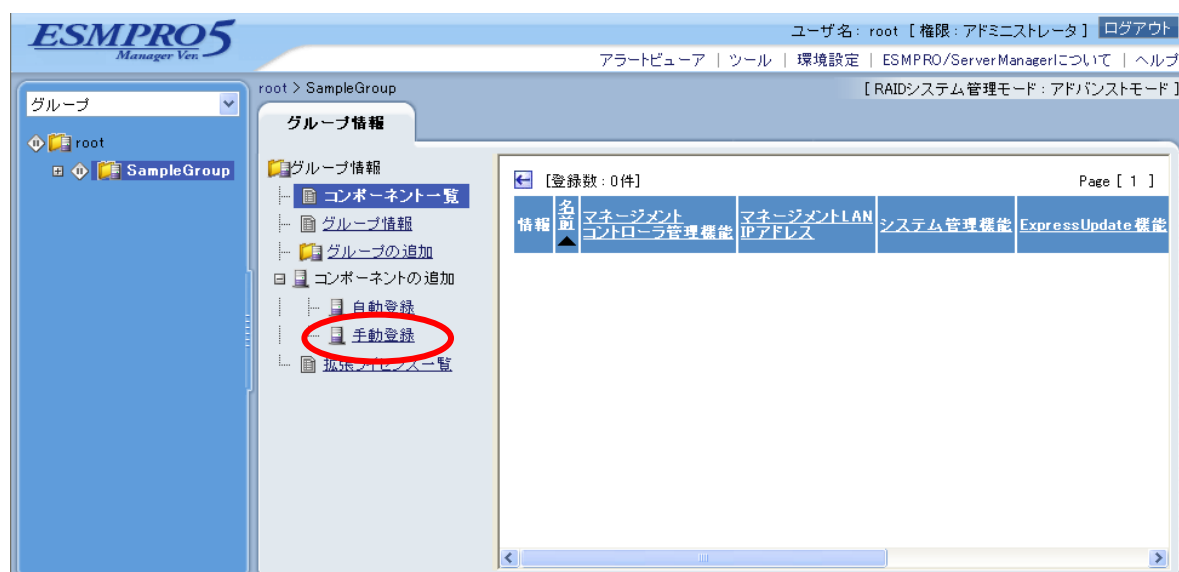 ESMPRO5
Manager Ver.
ユーザ名: root [ 権限:アドミニストレータ ] ログアウト
アラートビューア | ツール | 環境設定 | ESMPRO/ServerManagerについて | ヘルプ
グループ
root > SampleGroup
[ RAIDシステム管理モード:アドバンストモード ]
グループ情報
root
SampleGroup
グループ情報
コンポーネント一覧
グループ情報
グループの追加
コンポーネントの追加
自動登録
手動登録
拡張ライセンス一覧
[登録数:0件]
Page [ 1 ]
情報
名前
マネージメント
コントローラ管理機能
マネージメントLAN
IPアドレス
システム管理機能
ExpressUpdate機能